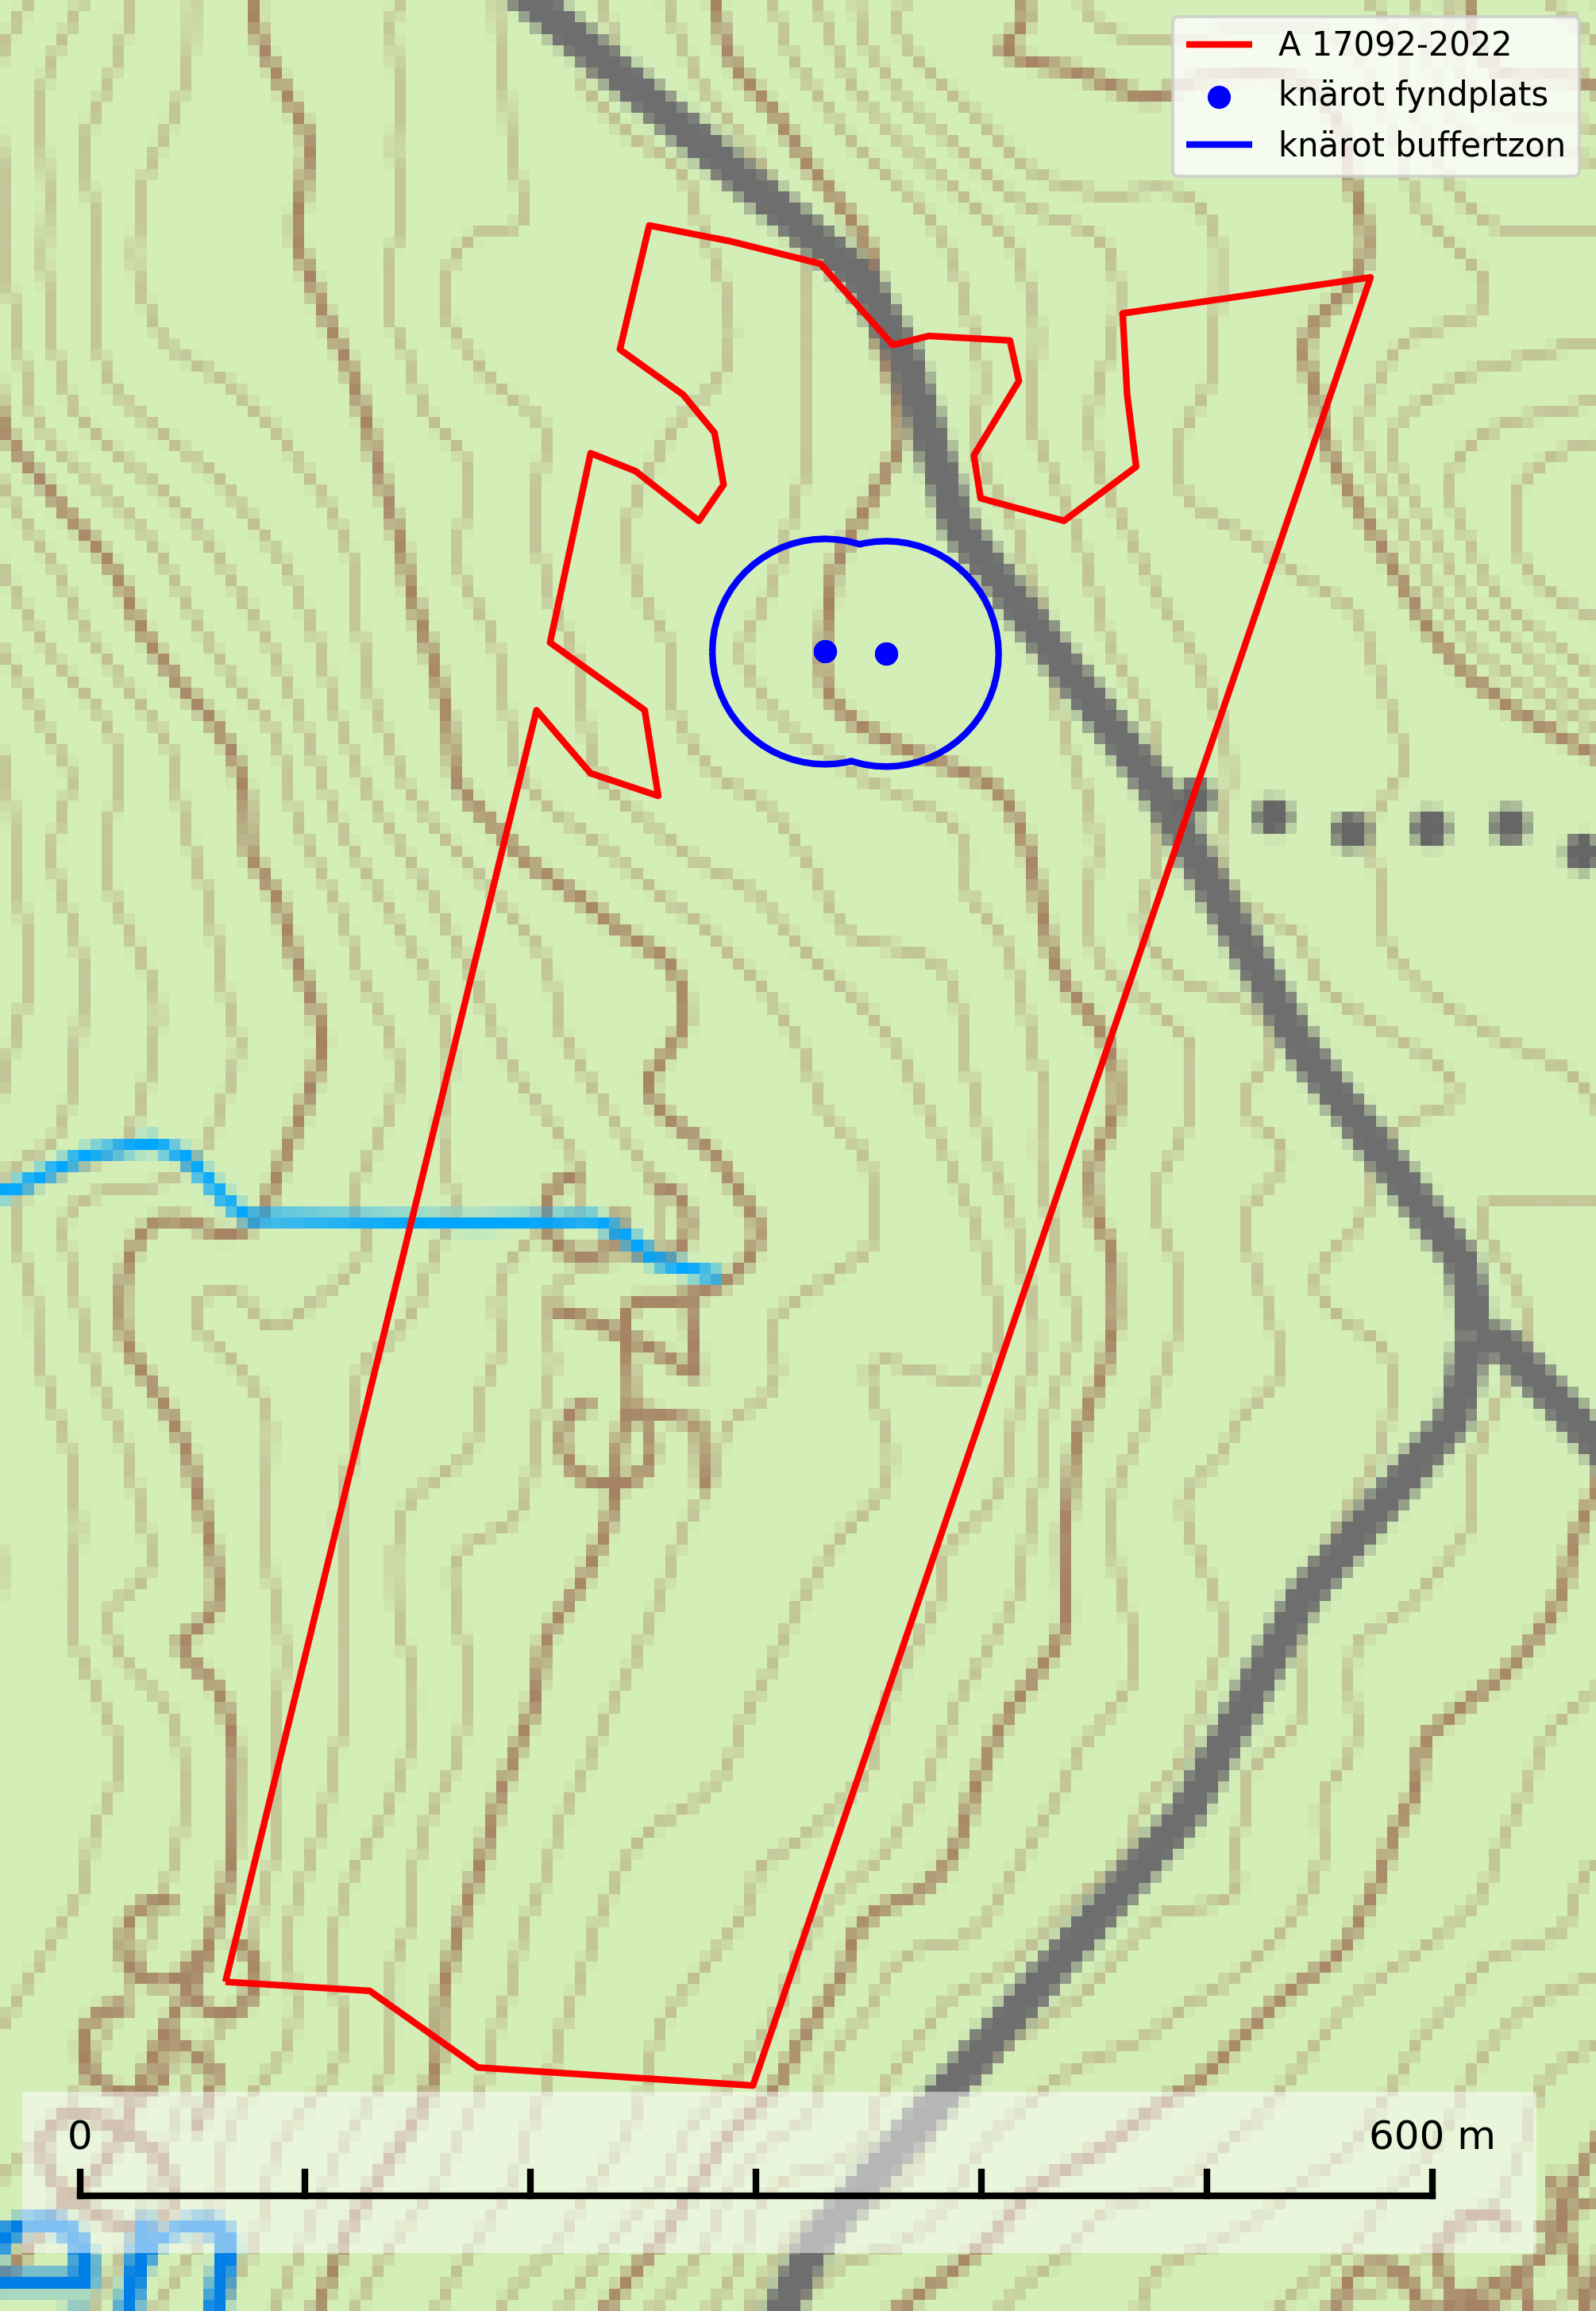 A 17092-2022
knärot fyndplats
knärot buffertzon
0
600 m